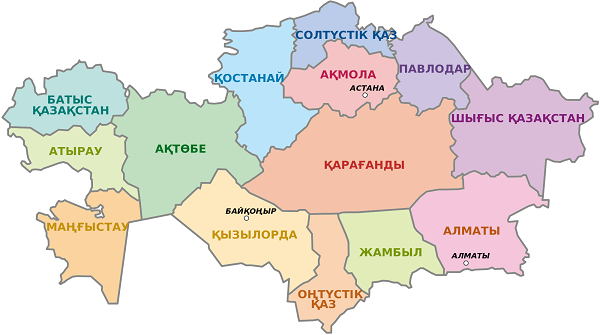 СОЛТҮСТІК ҚАЗ
ҚОСТАНАЙ
АҚМОЛА
ПАВЛОДАР
АСТАНА
БАТЫС
ҚАЗАҚСТАН
ШЫҒЫС ҚАЗАҚСТАН
АТЫРАУ
АҚТӨБЕ
ҚАРАҒАНДЫ
БАЙҚОҢЫР
МАҢҒЫСТАУ
ҚЫЗЫЛОРДА
АЛМАТЫ
ЖАМБЫЛ
АЛМАТЫ
ОҢТҮСТІК
ҚАЗ